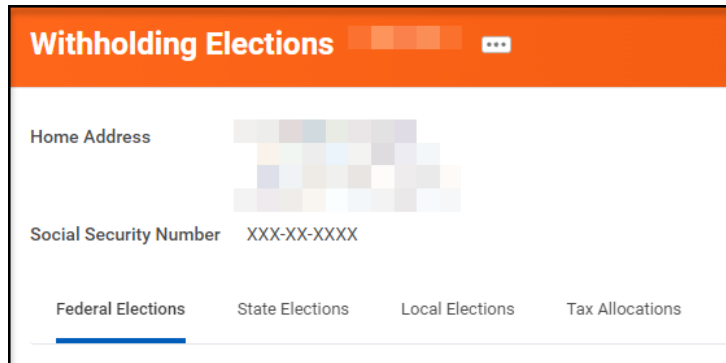 Withholding Elections
Home Address
Social Security Number XXX-XX-XXXX
Federal Elections State Elections Local Elections Tax Allocations